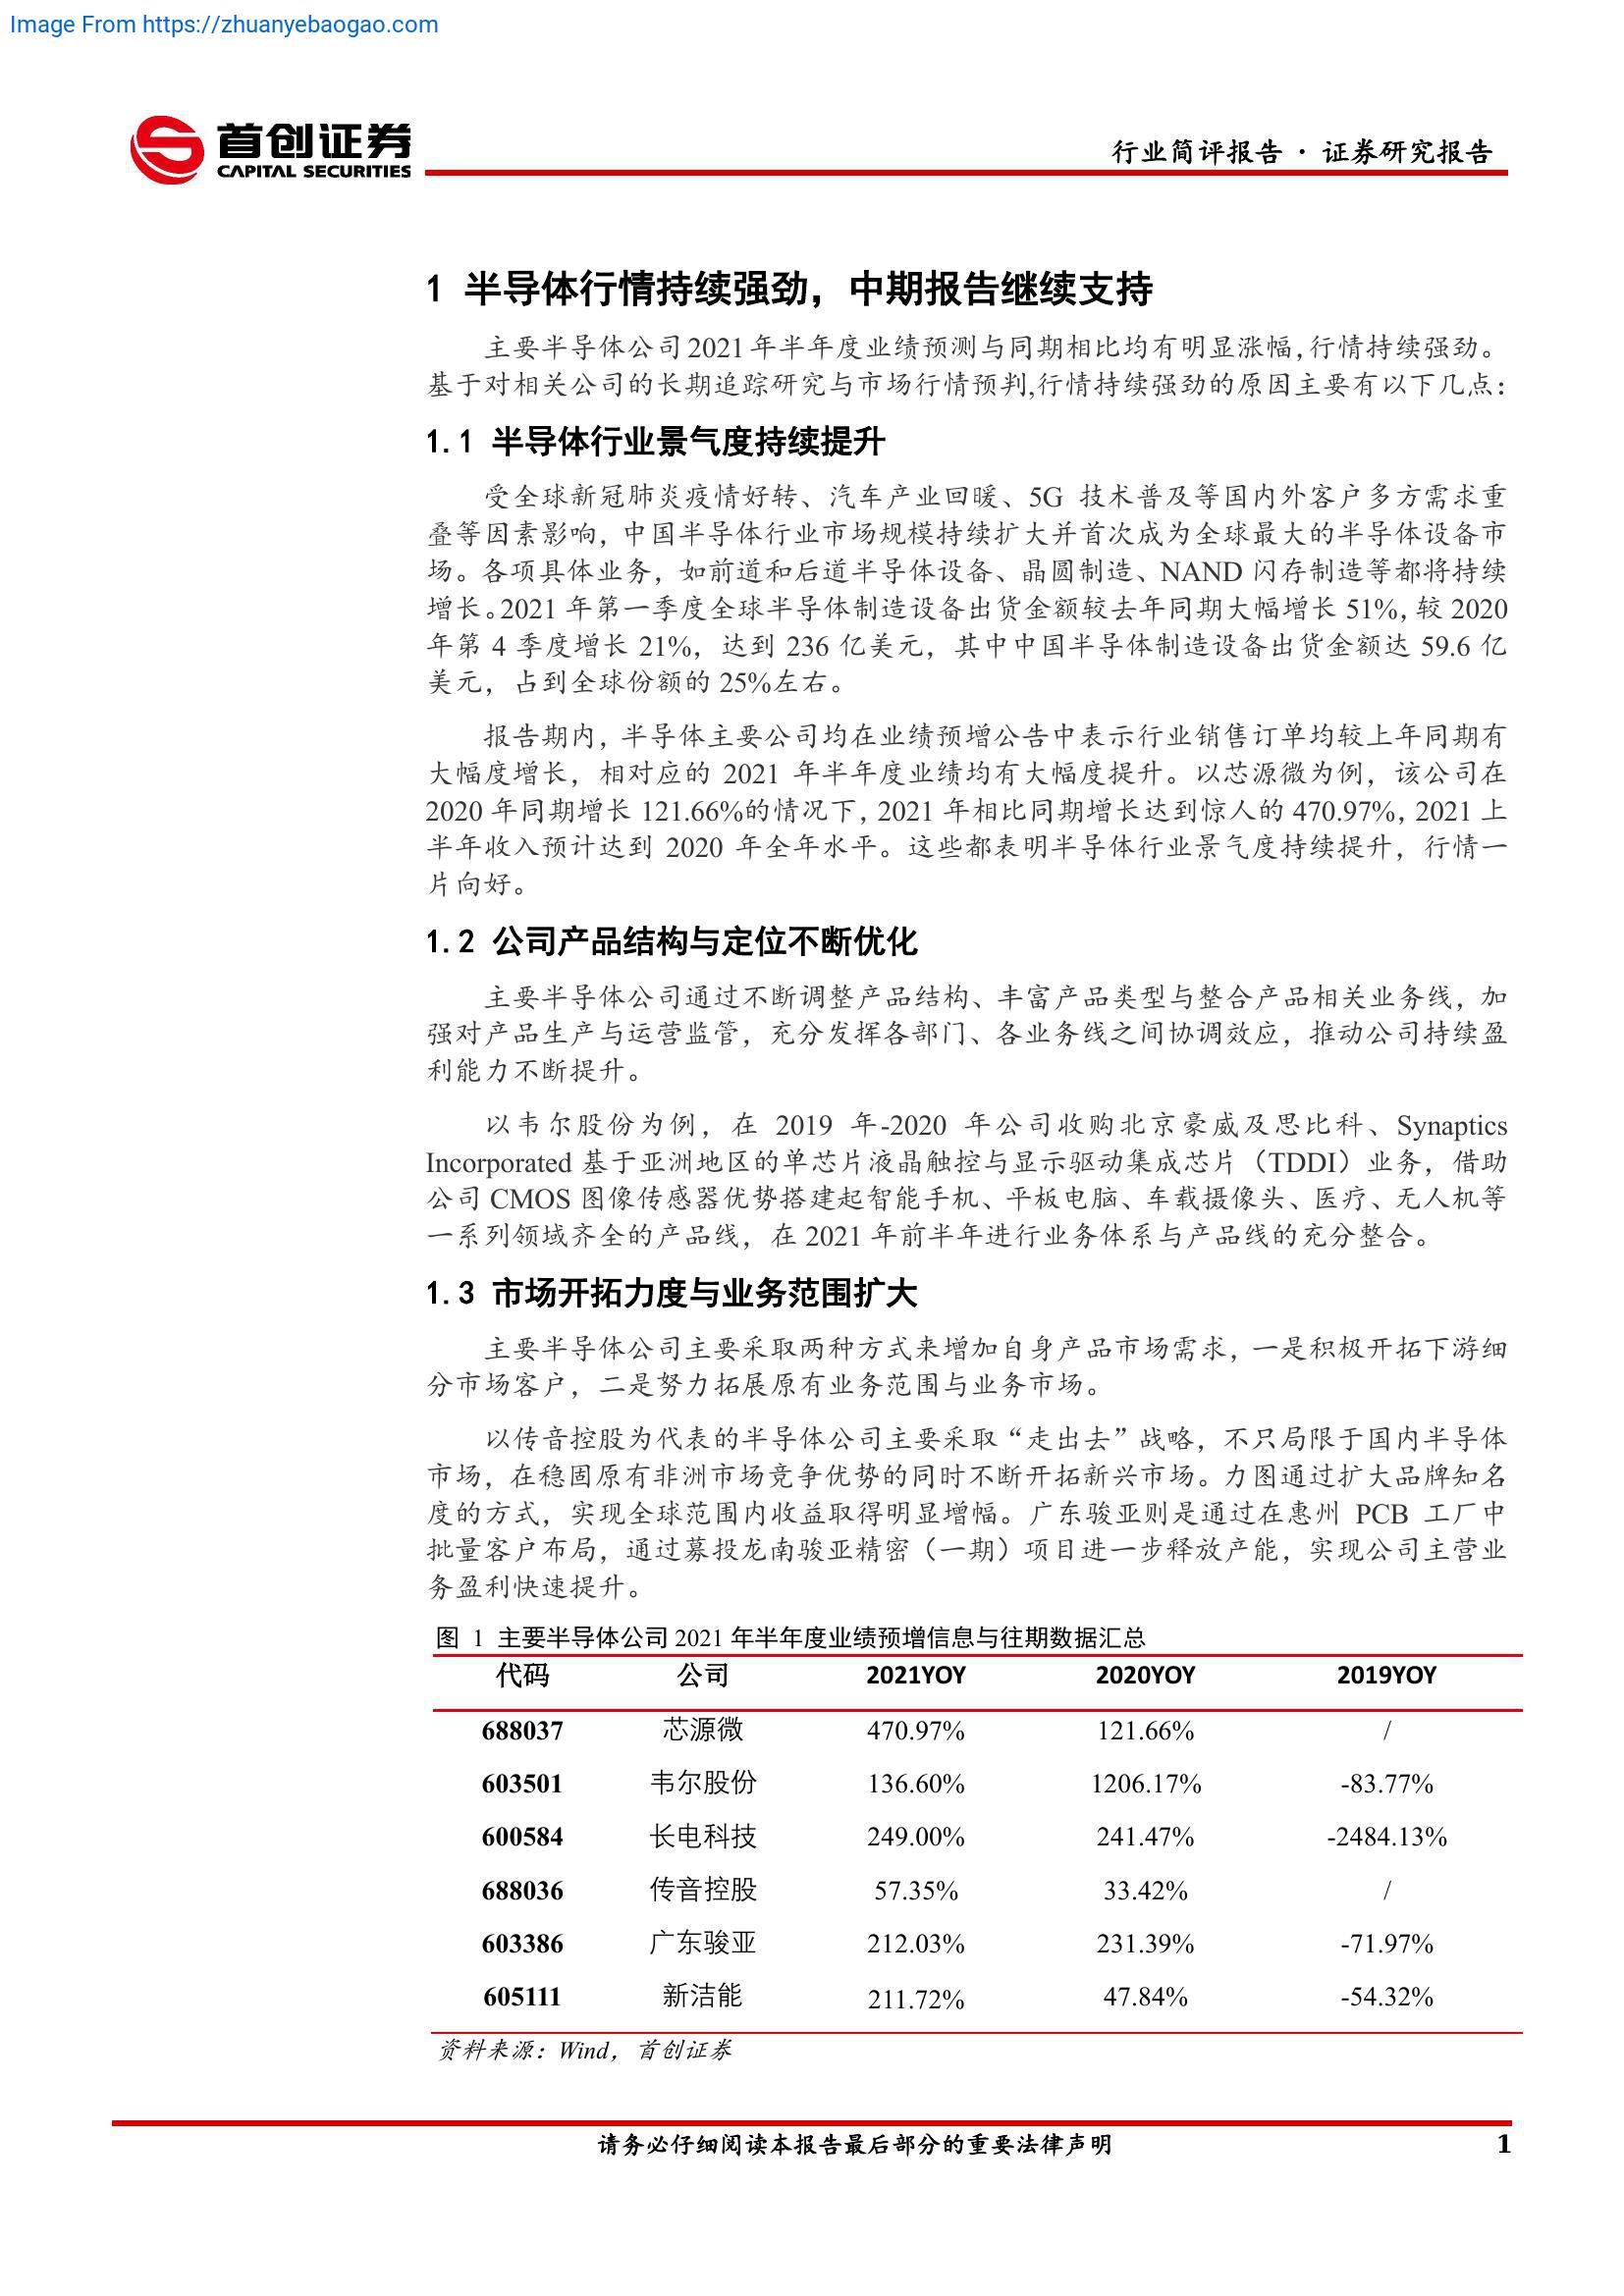 Image From https://zhuanyebaogao.com
首创证券
CAPITAL SECURITIES
行业简评报告 · 证券研究报告
1 半导体行情持续强劲，中期报告继续支持
主要半导体公司2021年半年度业绩预测与同期相比均有明显涨幅,行情持续强劲。
基于对相关公司的长期追踪研究与市场行情预判,行情持续强劲的原因主要有以下几点：
1.1 半导体行业景气度持续提升
受全球新冠肺炎疫情好转、汽车产业回暖、5G 技术普及等国内外客户多方需求重
叠等因素影响，中国半导体行业市场规模持续扩大并首次成为全球最大的半导体设备市
场。各项具体业务，如前道和后道半导体设备、晶圆制造、NAND 闪存制造等都将持续
增长。2021 年第一季度全球半导体制造设备出货金额较去年同期大幅增长 51%，较 2020
年第 4 季度增长 21%，达到 236 亿美元，其中中国半导体制造设备出货金额达 59.6 亿
美元，占到全球份额的 25%左右。
报告期内，半导体主要公司均在业绩预增公告中表示行业销售订单均较上年同期有
大幅度增长，相对应的 2021 年半年度业绩均有大幅度提升。以芯源微为例，该公司在
2020 年同期增长 121.66%的情况下，2021 年相比同期增长达到惊人的 470.97%，2021 上
半年收入预计达到 2020 年全年水平。这些都表明半导体行业景气度持续提升，行情一
片向好。
1.2 公司产品结构与定位不断优化
主要半导体公司通过不断调整产品结构、丰富产品类型与整合产品相关业务线，加
强对产品生产与运营监管，充分发挥各部门、各业务线之间协调效应，推动公司持续盈
利能力不断提升。
以韦尔股份为例，在 2019 年-2020 年公司收购北京豪威及思比科、Synaptics
Incorporated 基于亚洲地区的单芯片液晶触控与显示驱动集成芯片（TDDI）业务，借助
公司 CMOS 图像传感器优势搭建起智能手机、平板电脑、车载摄像头、医疗、无人机等
一系列领域齐全的产品线，在 2021 年前半年进行业务体系与产品线的充分整合。
1.3 市场开拓力度与业务范围扩大
主要半导体公司主要采取两种方式来增加自身产品市场需求，一是积极开拓下游细
分市场客户，二是努力拓展原有业务范围与业务市场。
以传音控股为代表的半导体公司主要采取“走出去”战略，不只局限于国内半导体
市场，在稳固原有非洲市场竞争优势的同时不断开拓新兴市场。力图通过扩大品牌知名
度的方式，实现全球范围内收益取得明显增幅。广东骏亚则是通过在惠州 PCB 工厂中
批量客户布局，通过募投龙南骏亚精密（一期）项目进一步释放产能，实现公司主营业
务盈利快速提升。
图 1 主要半导体公司 2021 年半年度业绩预增信息与往期数据汇总
代码 公司 2021YOY 2020YOY 2019YOY
688037 芯源微 470.97% 121.66% /
603501 韦尔股份 136.60% 1206.17% -83.77%
600584 长电科技 249.00% 241.47% -2484.13%
688036 传音控股 57.35% 33.42% /
603386 广东骏亚 212.03% 231.39% -71.97%
605111 新洁能 211.72% 47.84% -54.32%
资料来源：Wind，首创证券
请务必仔细阅读本报告最后部分的重要法律声明 1